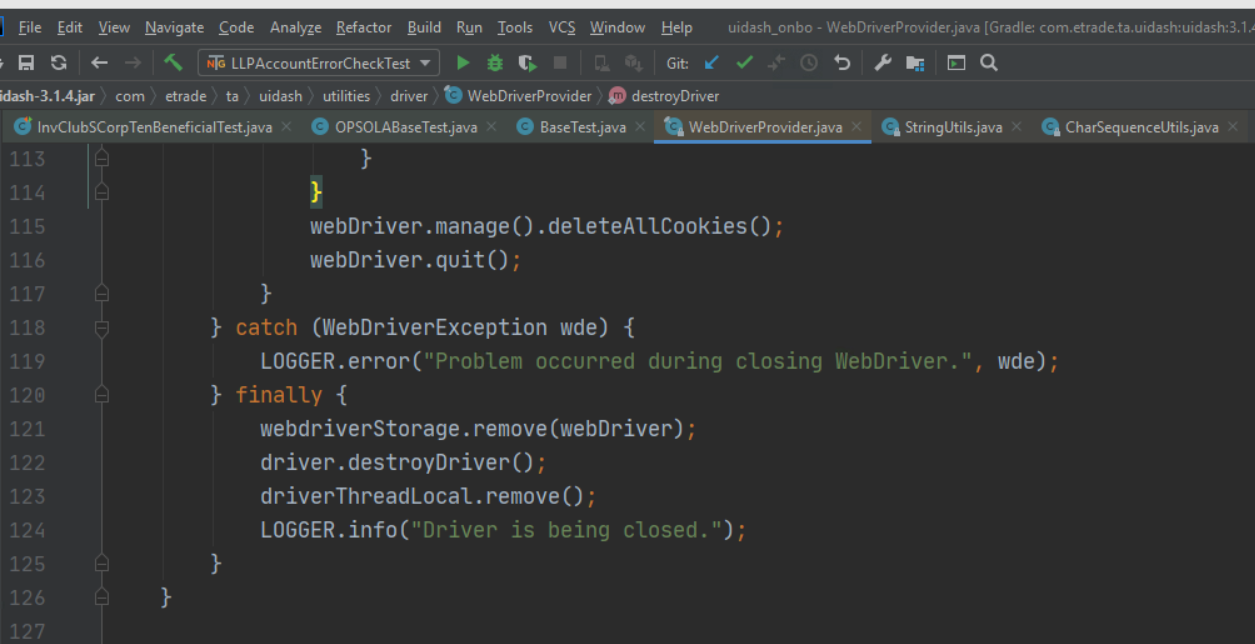 File Edit View Navigate Code Analyze Refactor Build Run Tools VCS Window Help uidash_onbo - WebDriverProvider.java [Gradle: com.etrade.ta.uidash:uidash:3.1.4
NG LLPAccountErrorCheckTest Git:
idash-3.1.4.jar com etrade ta uidash utilities driver WebDriverProvider destroyDriver
InvClubSCorpTenBeneficialTest.java OPSOLABaseTest.java BaseTest.java WebDriverProvider.java StringUtils.java CharSequenceUtils.java
113 }
114 }
115 webDriver.manage().deleteAllCookies();
116 webDriver.quit();
117 }
118 } catch (WebDriverException wde) {
119 LOGGER.error("Problem occurred during closing WebDriver.", wde);
120 } finally {
121 webdriverStorage.remove(webDriver);
122 driver.destroyDriver();
123 driverThreadLocal.remove();
124 LOGGER.info("Driver is being closed.");
125 }
126 }
127